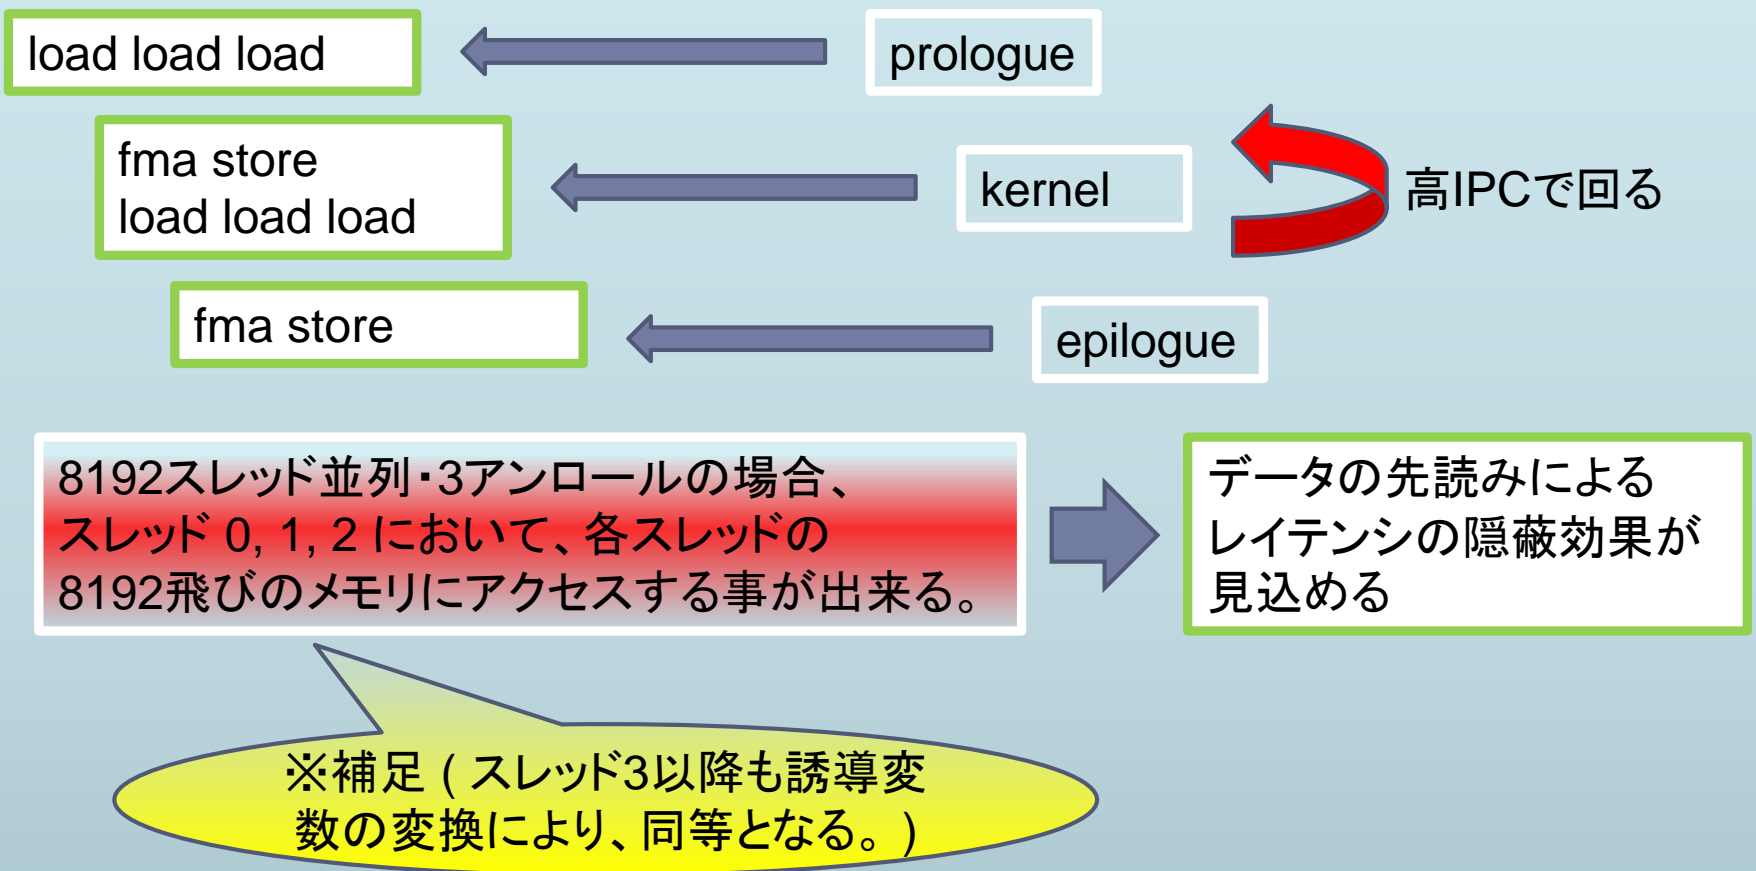 load load load
prologue
fma store
load load load
kernel
高IPCで回る
fma store
epilogue
8192スレッド並列・3アンロールの場合、
スレッド 0, 1, 2 において、各スレッドの
8192飛びのメモリにアクセスする事が出来る。
データの先読みによる
レイテンシの隠蔽効果が
見込める
※補足 ( スレッド3以降も誘導変
数の変換により、同等となる。 )